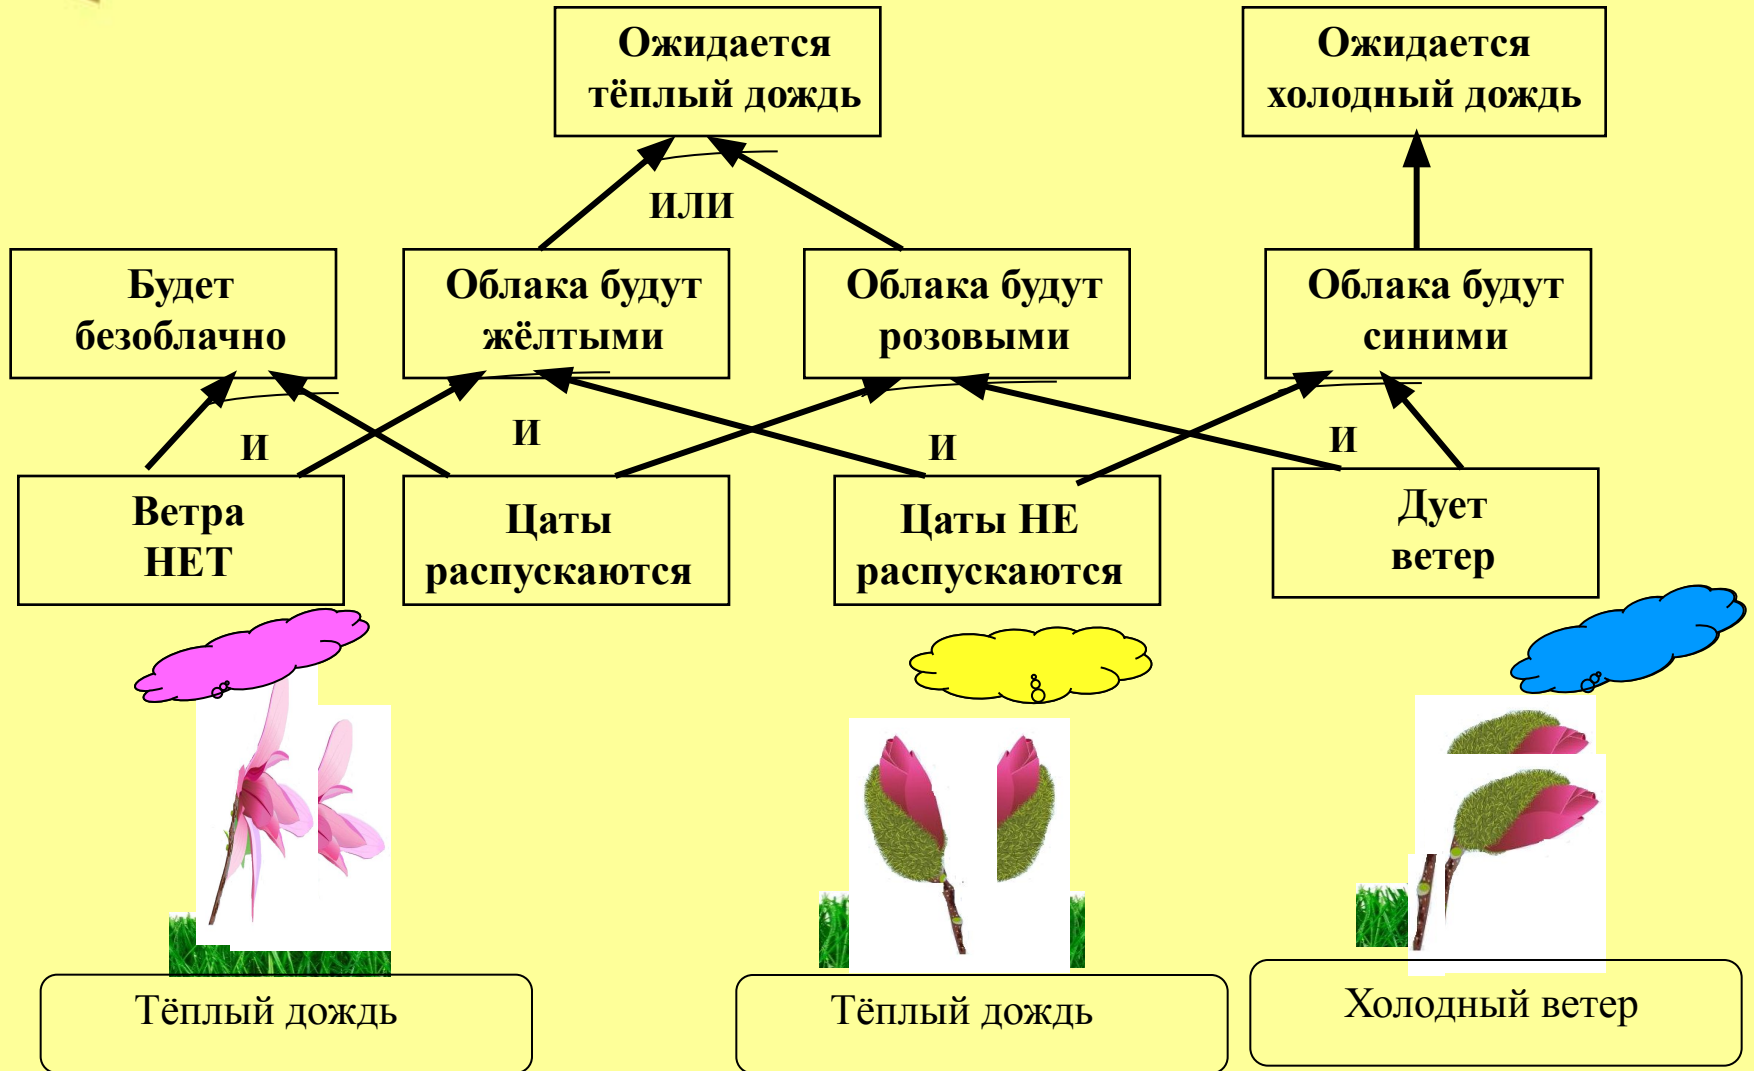 Ожидается
тёплый дождь
Ожидается
холодный дождь
ИЛИ
Будет
безоблачно
Облака будут
жёлтыми
Облака будут
розовыми
Облака будут
синими
И
И
И
И
Ветра
НЕТ
Цаты
распускаются
Цаты НЕ
распускаются
Дует
ветер
Тёплый дождь
Тёплый дождь
Холодный ветер